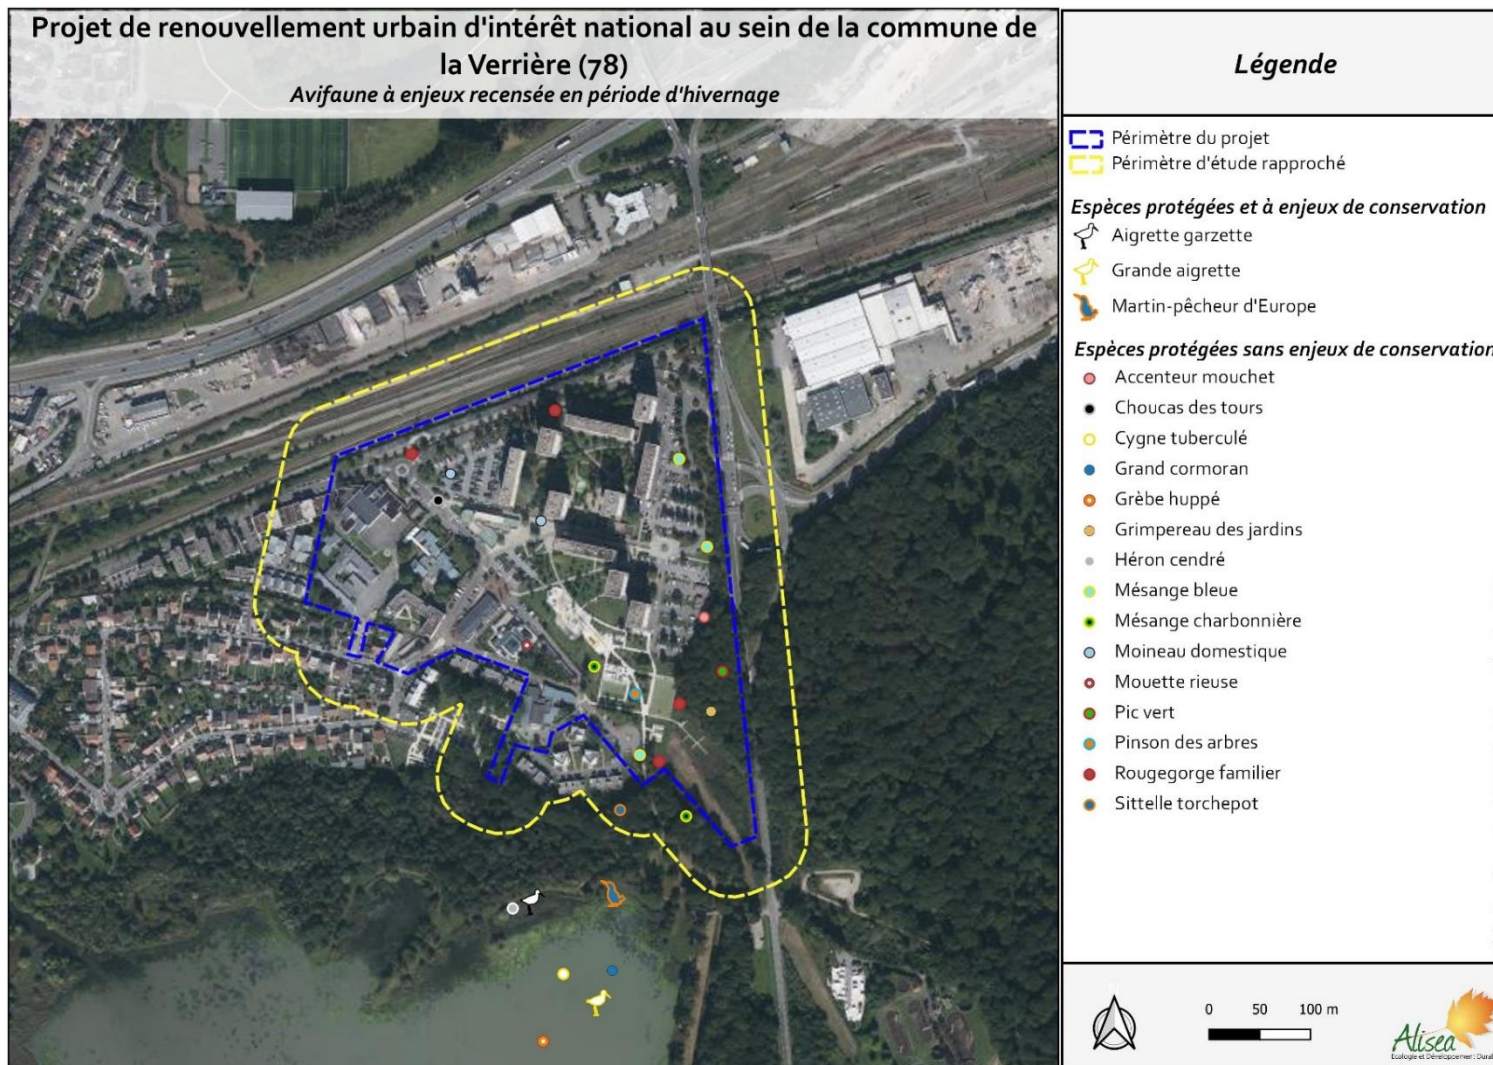 Projet de renouvellement urbain d'intérêt national au sein de la commune de
la Verrière (78)
Avifaune à enjeux recensée en période d'hivernage
Légende
Périmètre du projet
Périmètre d'étude rapproché
Espèces protégées et à enjeux de conservation
Aigrette garzette
Grande aigrette
Martin-pêcheur d'Europe
Espèces protégées sans enjeux de conservation
Accenteur mouchet
Choucas des tours
Cygne tuberculé
Grand cormoran
Grèbe huppé
Grimpereau des jardins
Héron cendré
Mésange bleue
Mésange charbonnière
Moineau domestique
Mouette rieuse
Pic vert
Pinson des arbres
Rougegorge familier
Sittelle torchepot
0 50 100 m
Alisea
Ecologie et Développement